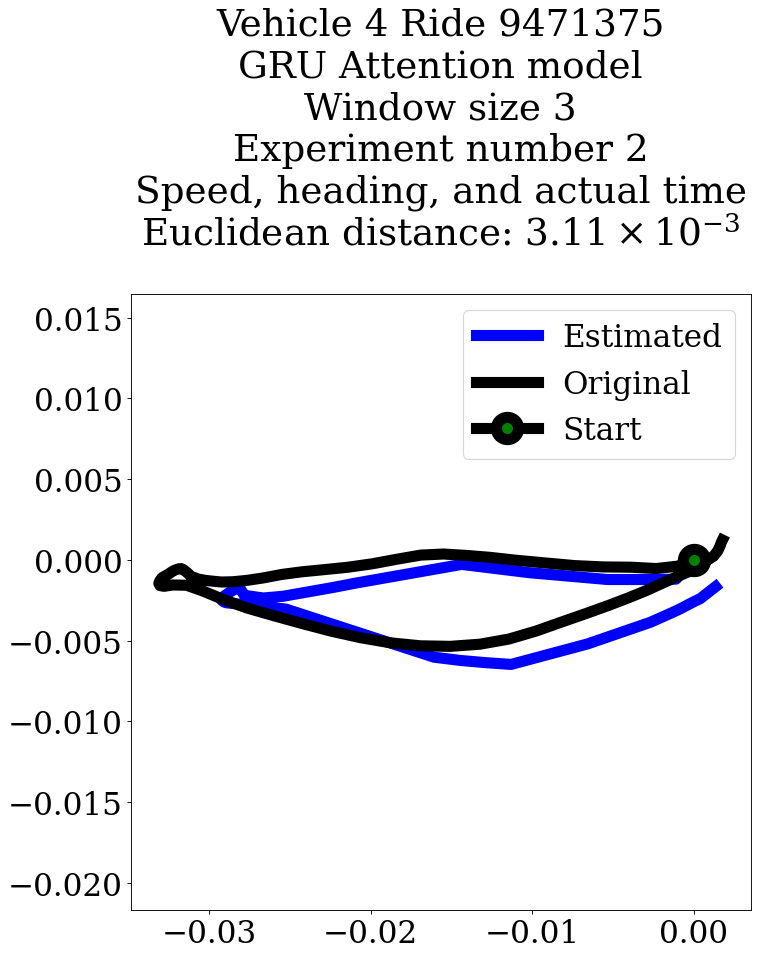 Vehicle 4 Ride 9471375
GRU Attention model
Window size 3
Experiment number 2
Speed, heading, and actual time
Euclidean distance: 3.11 × 10⁻³
Estimated
Original
Start
0.015
0.010
0.005
0.000
−0.005
−0.010
−0.015
−0.020
−0.03
−0.02
−0.01
0.00